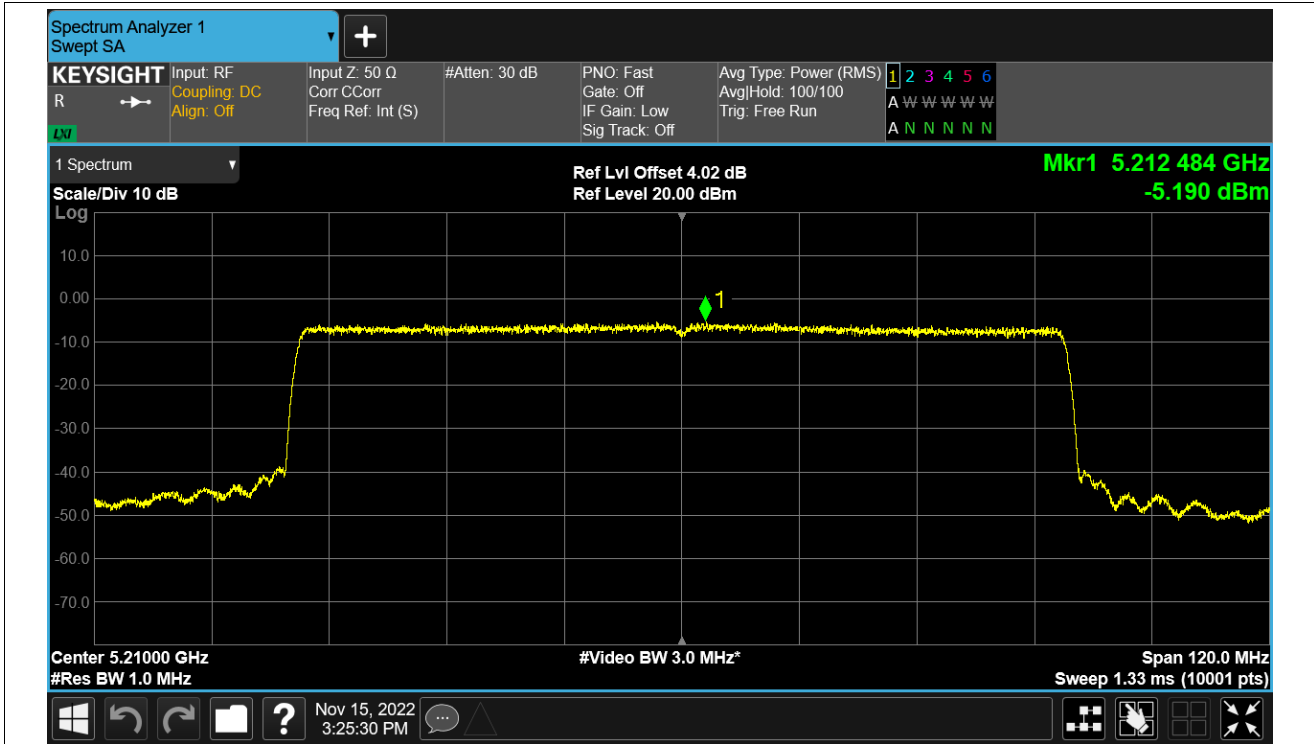 Spectrum Analyzer 1
Swept SA
+
KEYSIGHT
R
LXI
Input: RF
Coupling: DC
Align: Off
Input Z: 50 Ω
Corr CCorr
Freq Ref: Int (S)
#Atten: 30 dB
PNO: Fast
Gate: Off
IF Gain: Low
Sig Track: Off
Avg Type: Power (RMS)
Avg|Hold: 100/100
Trig: Free Run
1 2 3 4 5 6
A W W W W W
A N N N N N
1 Spectrum
Scale/Div 10 dB
Log
Ref Lvl Offset 4.02 dB
Ref Level 20.00 dBm
Mkr1 5.212 484 GHz
-5.190 dBm
10.0
0.00
-10.0
-20.0
-30.0
-40.0
-50.0
-60.0
-70.0
1
Center 5.21000 GHz
#Res BW 1.0 MHz
#Video BW 3.0 MHz*
Span 120.0 MHz
Sweep 1.33 ms (10001 pts)
?
Nov 15, 2022
3:25:30 PM